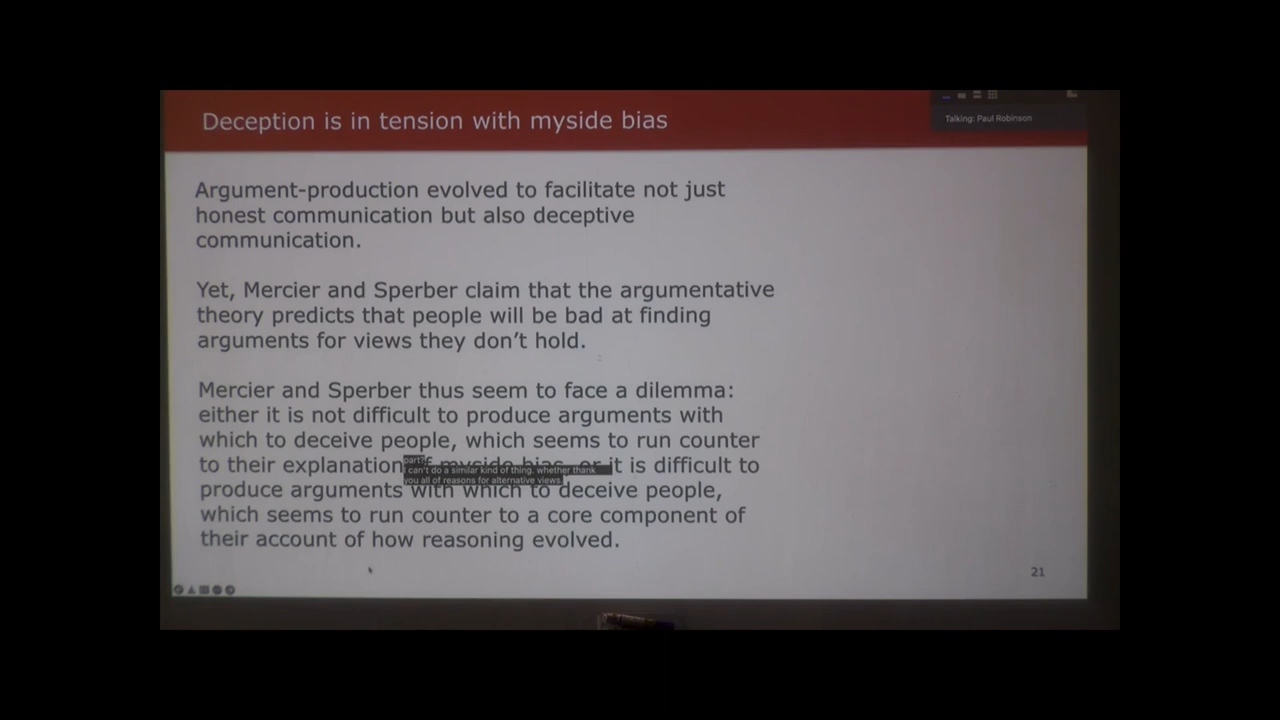 Deception is in tension with myside bias
Talking: Paul Robinson
Argument-production evolved to facilitate not just
honest communication but also deceptive
communication.
Yet, Mercier and Sperber claim that the argumentative
theory predicts that people will be bad at finding
arguments for views they don't hold.
Mercier and Sperber thus seem to face a dilemma:
either it is not difficult to produce arguments with
which to deceive people, which seems to run counter
to their explanation of myside bias, or it is difficult to
part?
I can't do a similar kind of thing. whether thank
you all of reasons for alternative views.
produce arguments with which to deceive people,
which seems to run counter to a core component of
their account of how reasoning evolved.
21